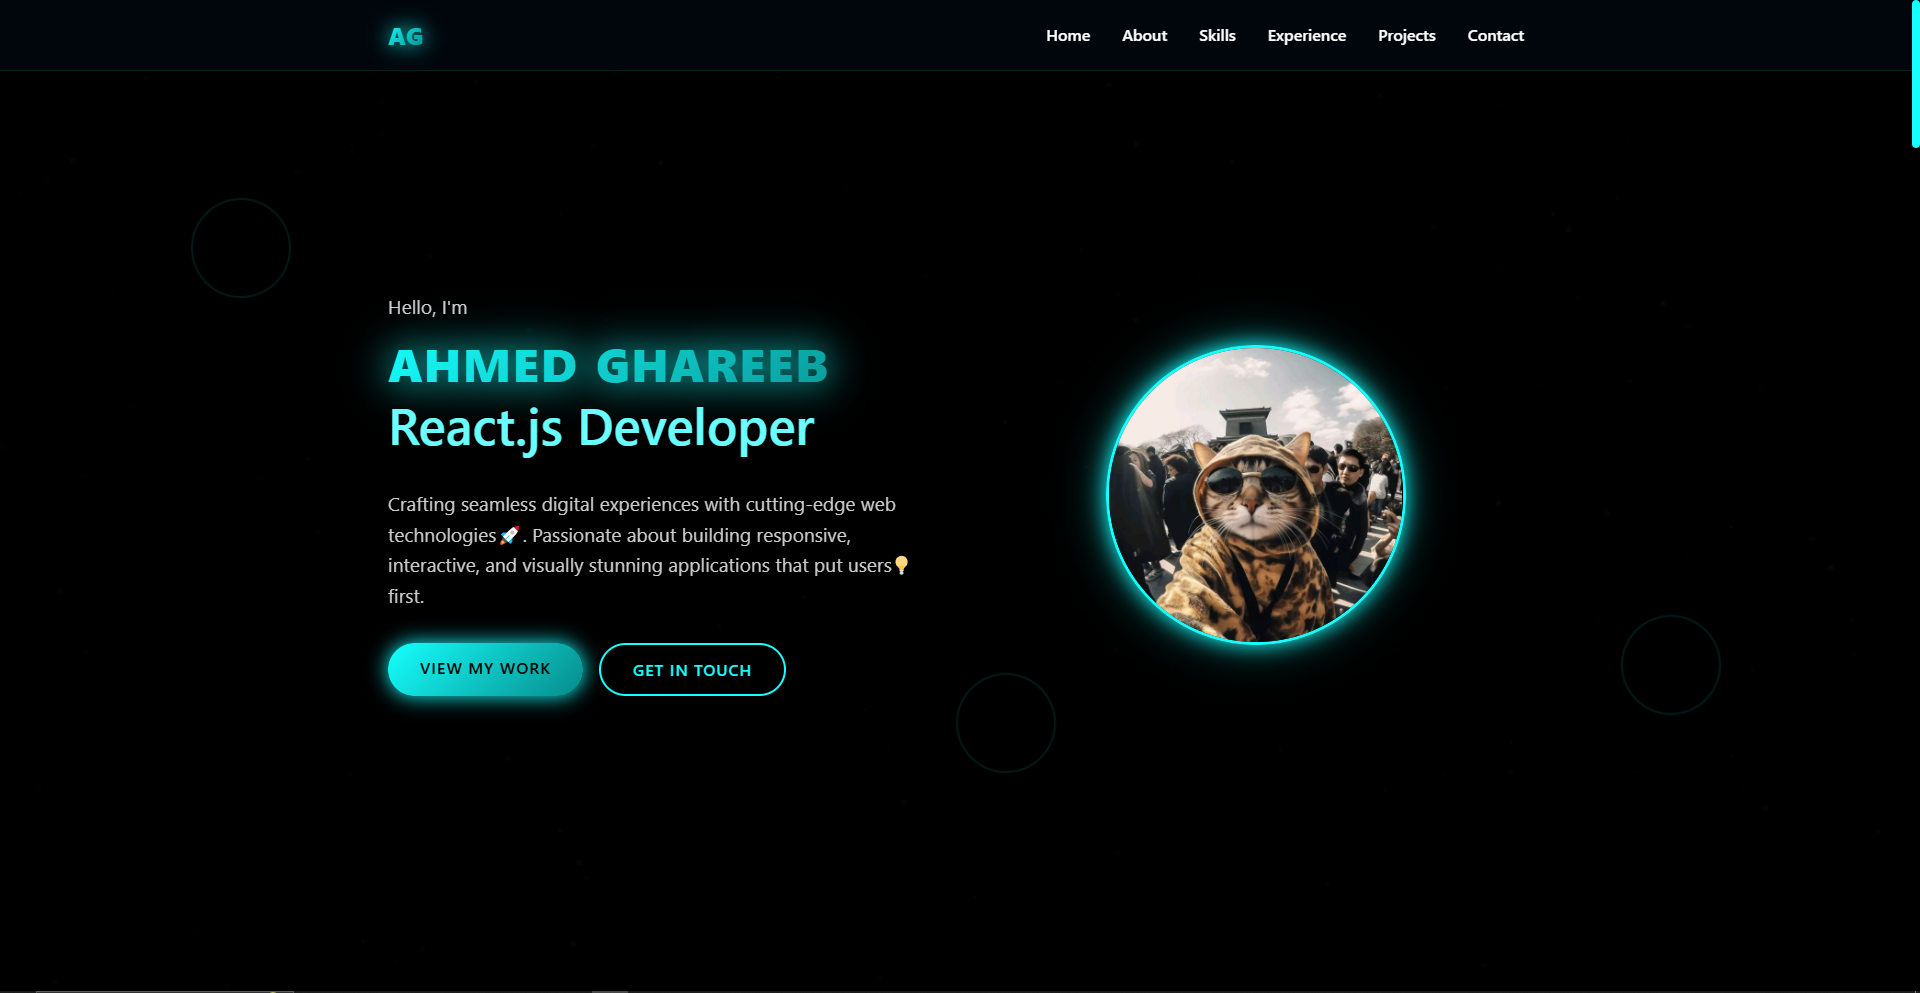 AG
Home About Skills Experience Projects Contact
Hello, I'm
AHMED GHAREEB
React.js Developer
Crafting seamless digital experiences with cutting-edge web
technologies🚀. Passionate about building responsive,
interactive, and visually stunning applications that put users💡
first.
VIEW MY WORK GET IN TOUCH